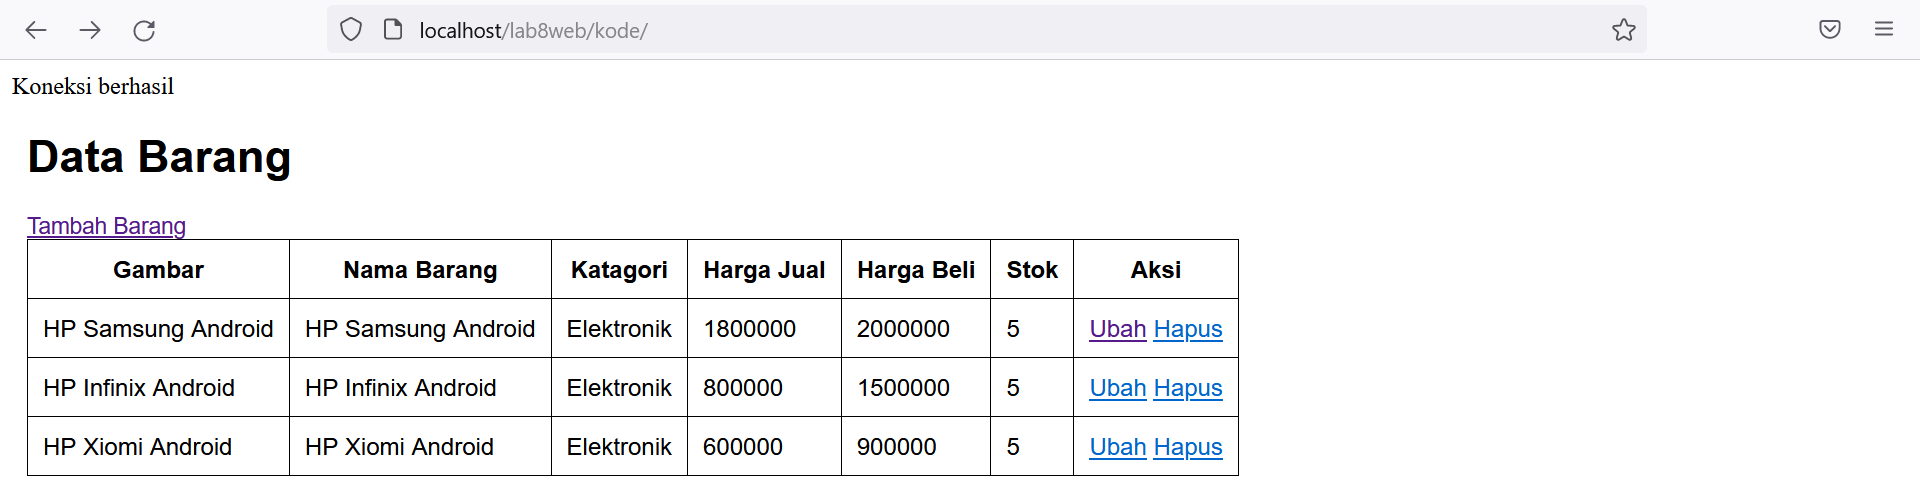 localhost/lab8web/kode/
Koneksi berhasil
Data Barang
Tambah Barang
Gambar Nama Barang Katagori Harga Jual Harga Beli Stok Aksi
HP Samsung Android HP Samsung Android Elektronik 1800000 2000000 5 Ubah Hapus
HP Infinix Android HP Infinix Android Elektronik 800000 1500000 5 Ubah Hapus
HP Xiomi Android HP Xiomi Android Elektronik 600000 900000 5 Ubah Hapus